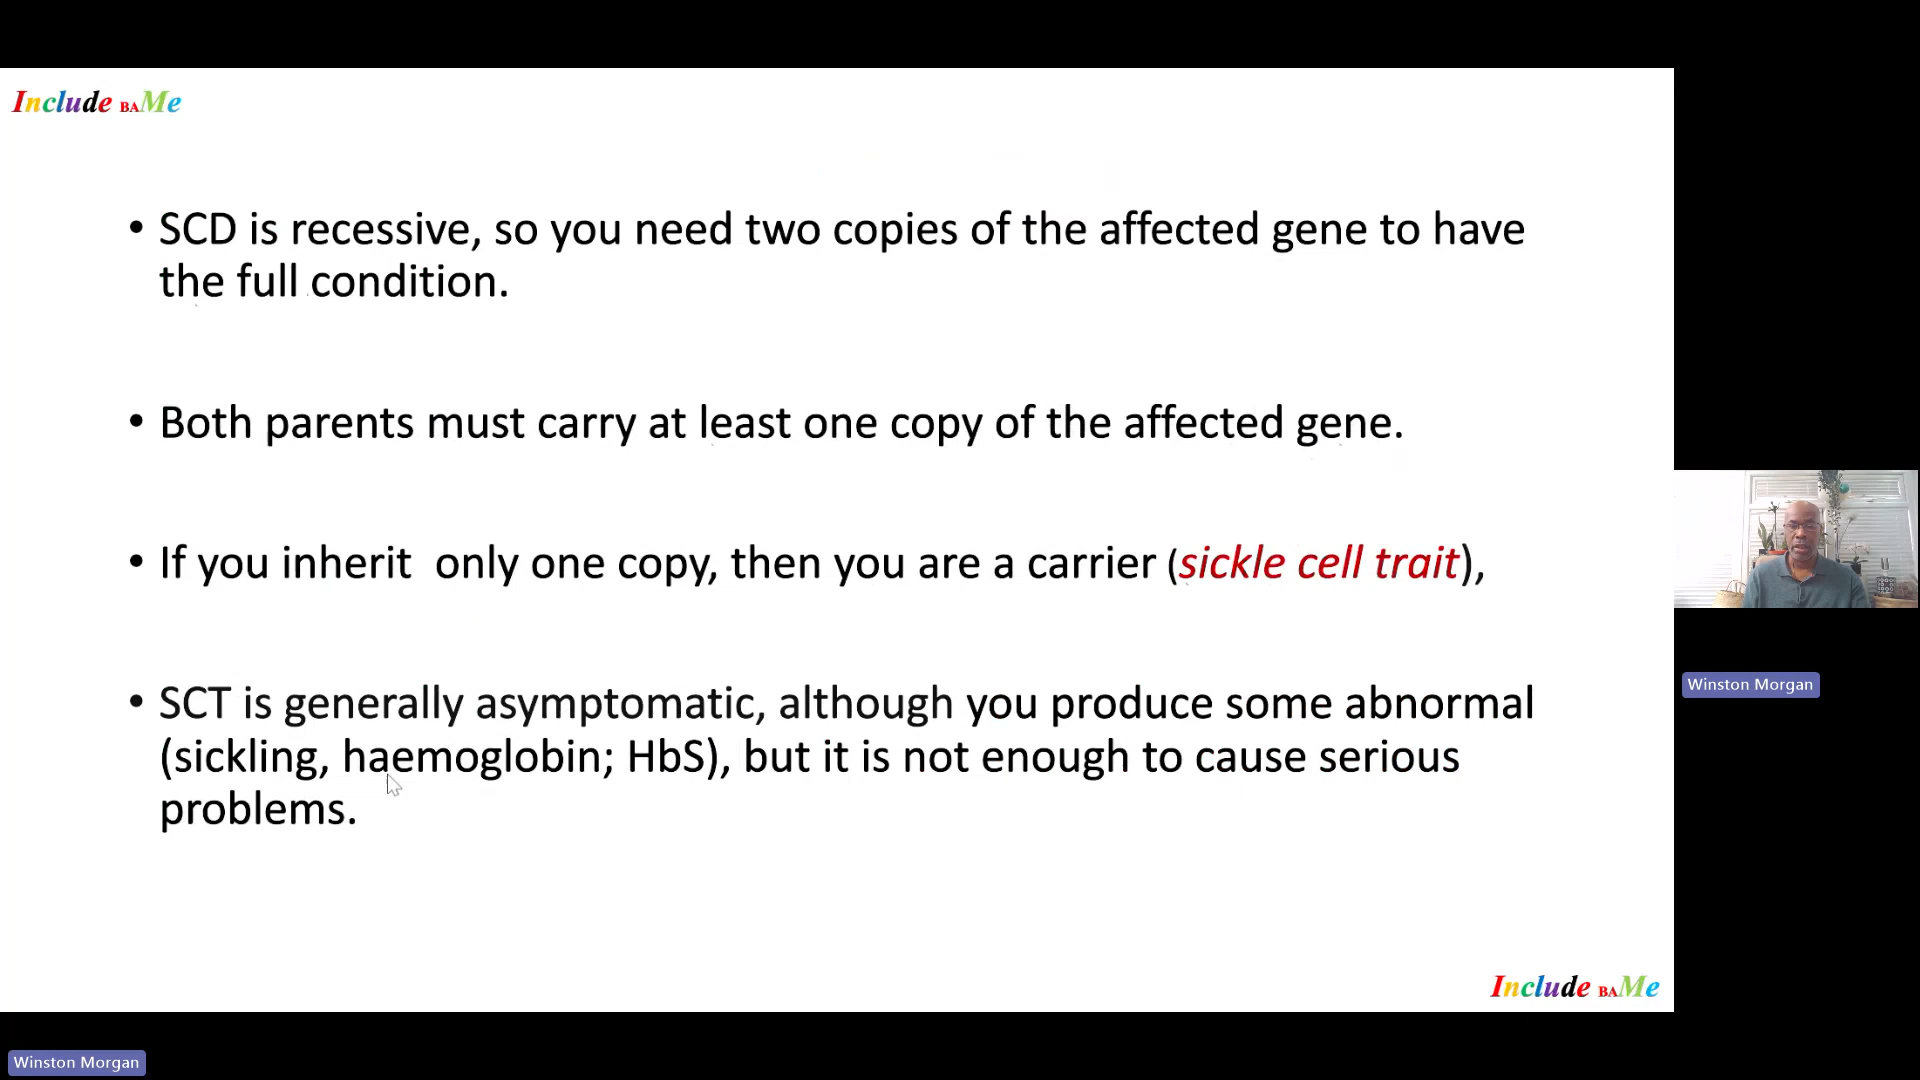 Include BAMe
• SCD is recessive, so you need two copies of the affected gene to have
the full condition.
• Both parents must carry at least one copy of the affected gene.
• If you inherit  only one copy, then you are a carrier (sickle cell trait),
• SCT is generally asymptomatic, although you produce some abnormal
(sickling, haemoglobin; HbS), but it is not enough to cause serious
problems.
Include BAMe
Winston Morgan
Winston Morgan